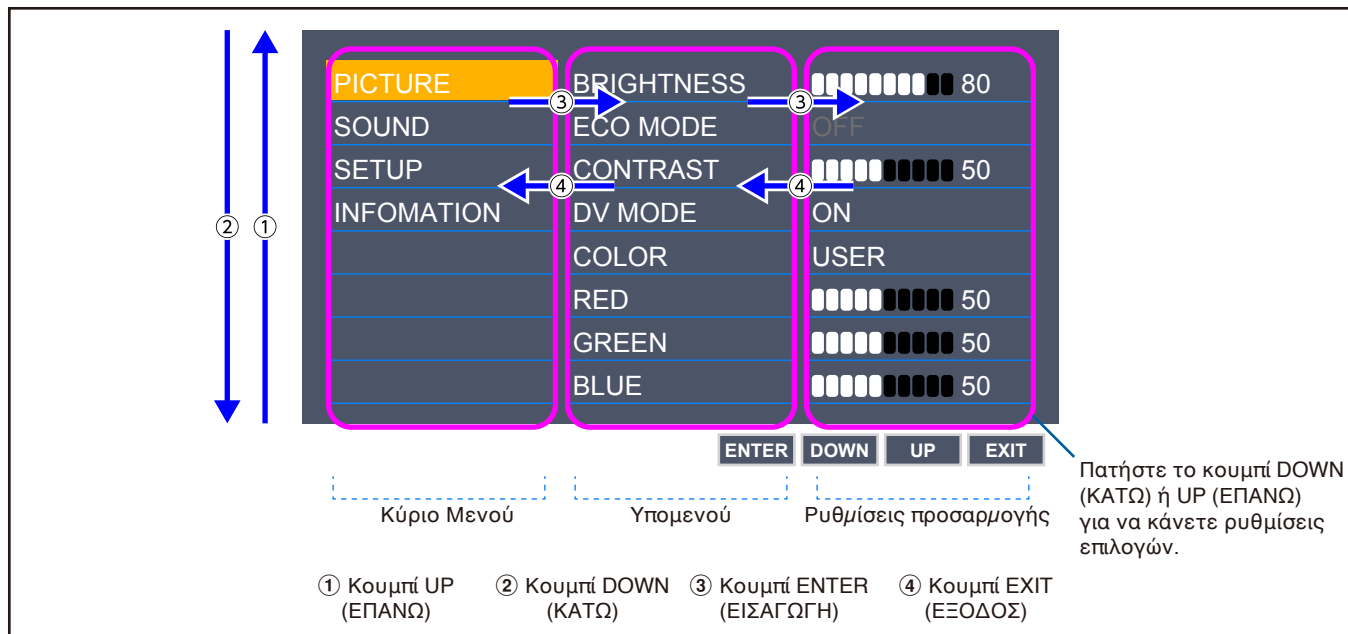 PICTURE BRIGHTNESS 80
③ ③
SOUND ECO MODE OFF
SETUP CONTRAST 50
④ ④
INFOMATION DV MODE ON
② ①
COLOR USER
RED 50
GREEN 50
BLUE 50
ENTER DOWN UP EXIT
Πατήστε το κουμπί DOWN
(ΚΑΤΩ) ή UP (ΕΠΑΝΩ)
για να κάνετε ρυθμίσεις
επιλογών.
Κύριο Μενού Υπομενού Ρυθμίσεις προσαρμογής
① Κουμπί UP ② Κουμπί DOWN ③ Κουμπί ENTER ④ Κουμπί EXIT
(ΕΠΑΝΩ) (ΚΑΤΩ) (ΕΙΣΑΓΩΓΗ) (ΕΞΟΔΟΣ)